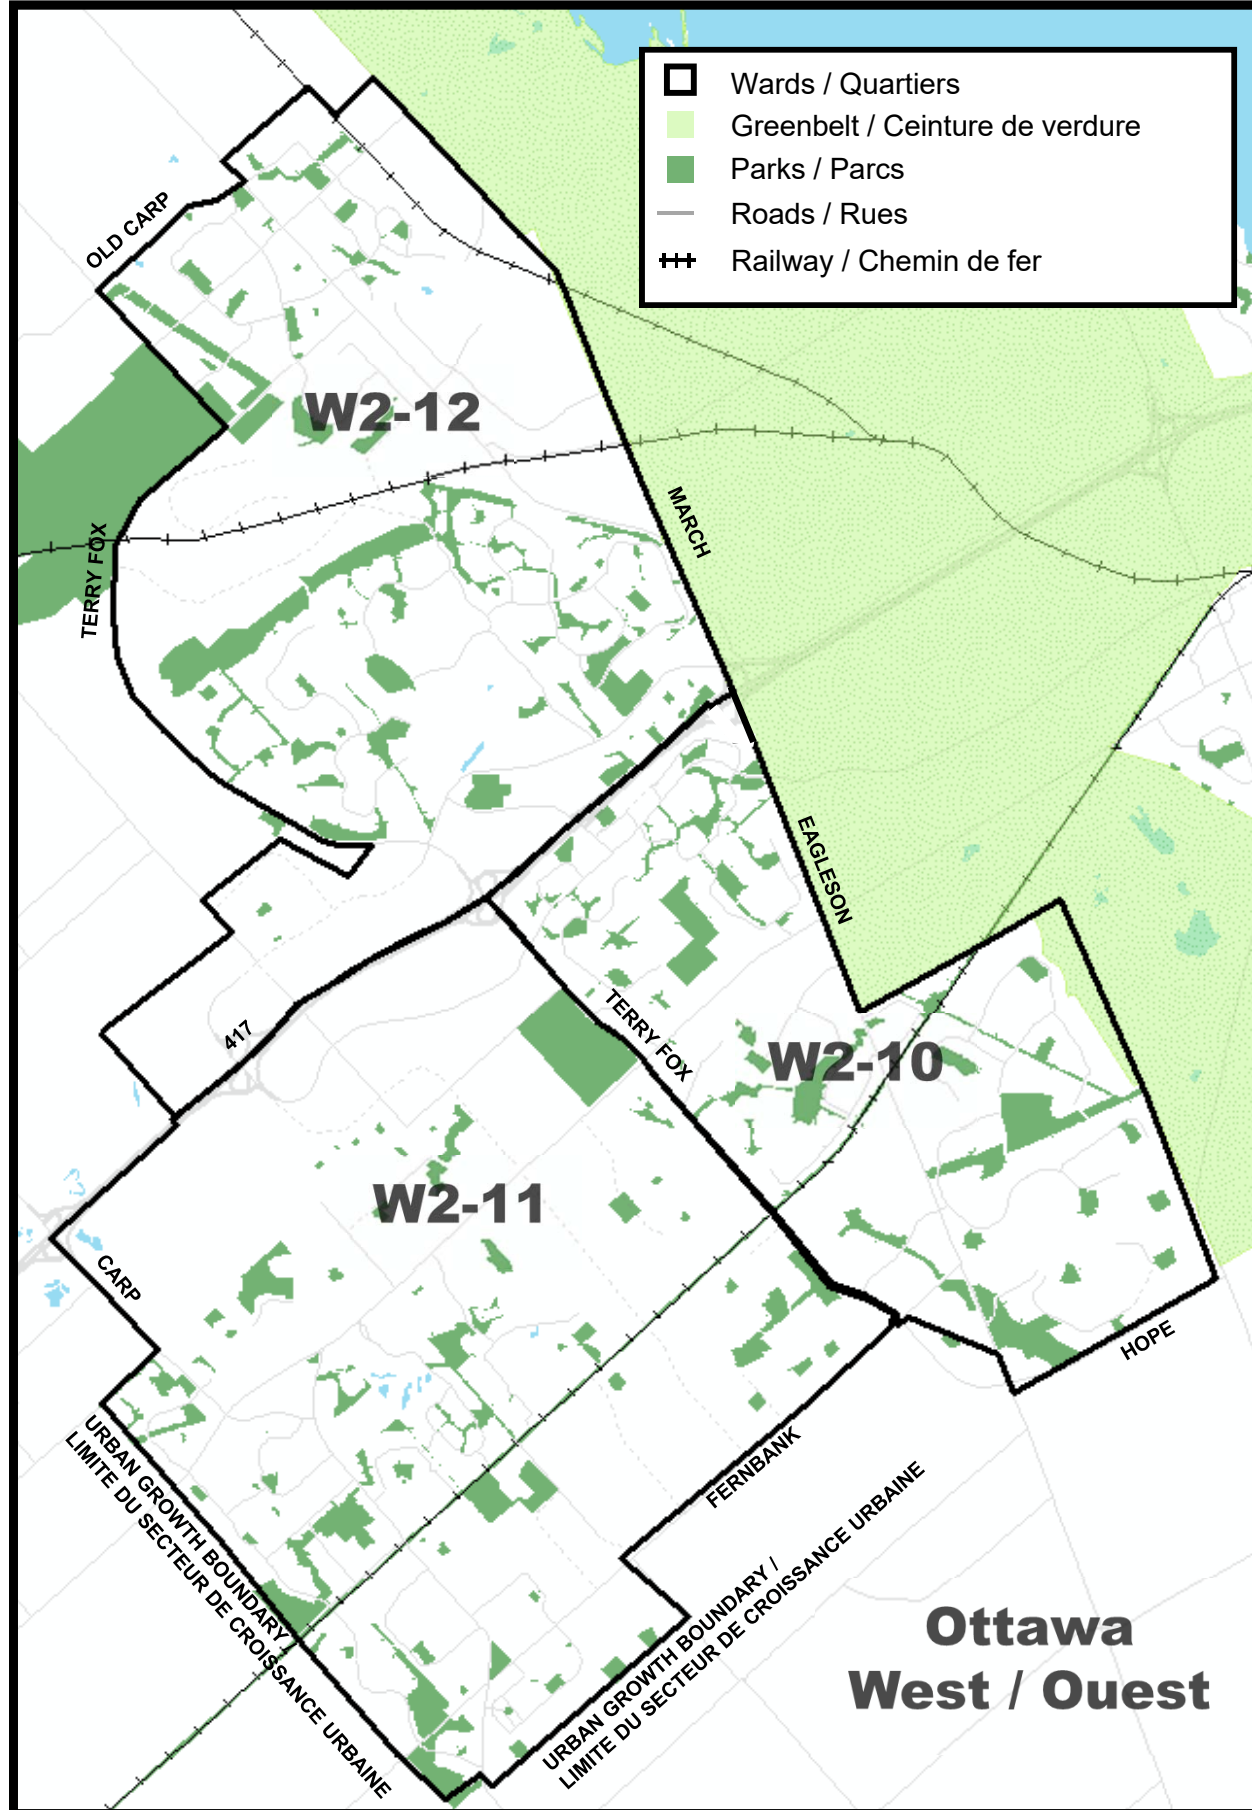 Wards / Quartiers
Greenbelt / Ceinture de verdure
Parks / Parcs
Roads / Rues
Railway / Chemin de fer
OLD CARP
W2-12
MARCH
TERRY FOX
EAGLESON
TERRY FOX
417
W2-10
W2-11
CARP
HOPE
FERNBANK
URBAN GROWTH BOUNDARY /
LIMITE DU SECTEUR DE CROISSANCE URBAINE
URBAN GROWTH BOUNDARY /
LIMITE DU SECTEUR DE CROISSANCE URBAINE
Ottawa
West / Ouest